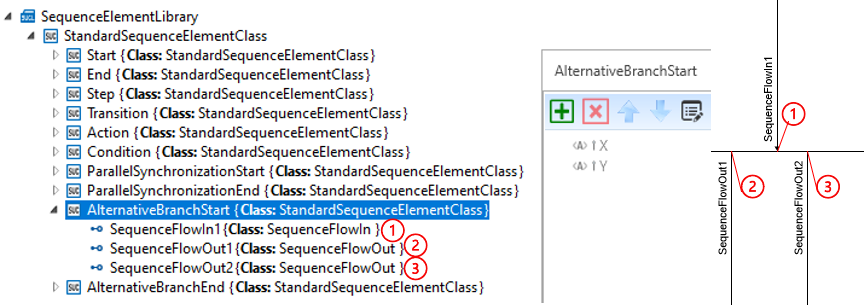 SequenceElementLibrary
StandardSequenceElementClass
Start {Class: StandardSequenceElementClass}
End {Class: StandardSequenceElementClass}
Step {Class: StandardSequenceElementClass}
Transition {Class: StandardSequenceElementClass}
Action {Class: StandardSequenceElementClass}
Condition {Class: StandardSequenceElementClass}
ParallelSynchronizationStart {Class: StandardSequenceElementClass}
ParallelSynchronizationEnd {Class: StandardSequenceElementClass}
AlternativeBranchStart {Class: StandardSequenceElementClass}
SequenceFlowIn1{Class: SequenceFlowIn } 1
SequenceFlowOut1{Class: SequenceFlowOut } 2
SequenceFlowOut2{Class: SequenceFlowOut } 3
AlternativeBranchEnd {Class: StandardSequenceElementClass}
AlternativeBranchStart
X
Y
SequenceFlowIn1
1
SequenceFlowOut1
2
SequenceFlowOut2
3